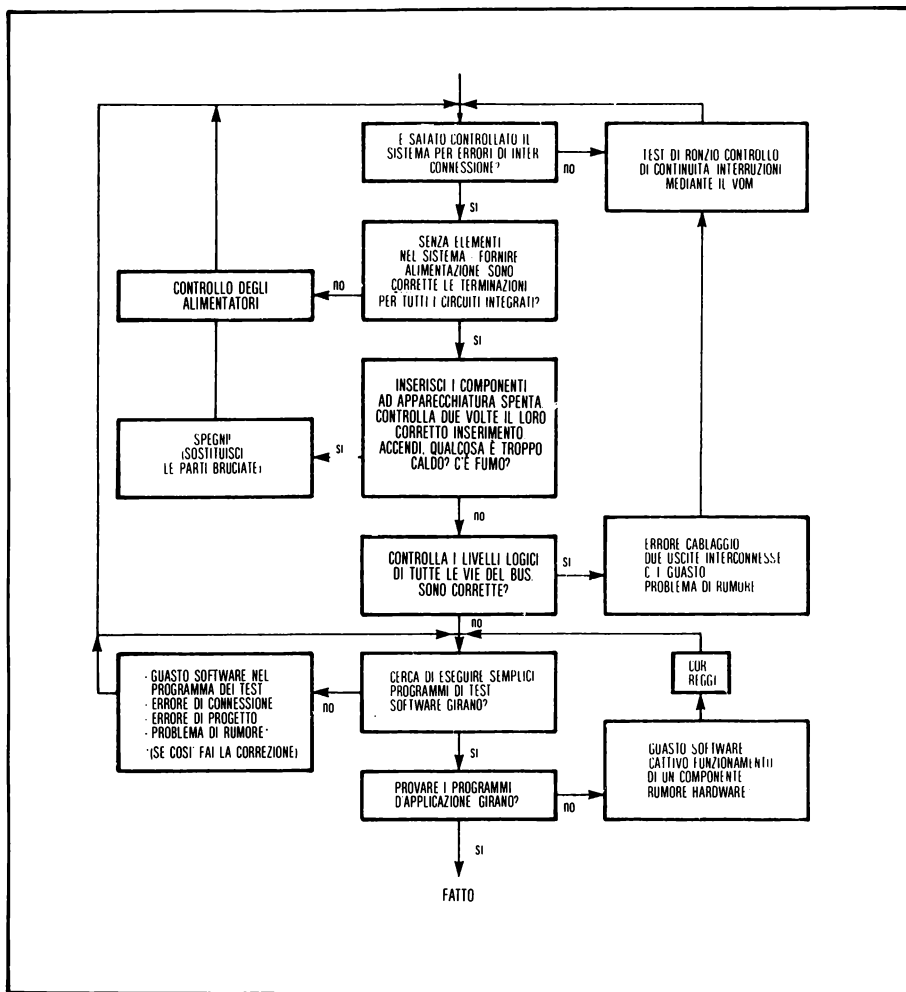 E SATATO CONTROLLATO IL
SISTEMA PER ERRORI DI INTER
CONNESSIONE?
no
TEST DI RONZIO CONTROLLO
DI CONTINUITÀ INTERRUZIONI
MEDIANTE IL VOM
SI
SENZA ELEMENTI
NEL SISTEMA - FORNIRE
ALIMENTAZIONE SONO
CORRETTE LE TERMINAZIONI
PER TUTTI I CIRCUITI INTEGRATI?
no
CONTROLLO DEGLI
ALIMENTATORI
SI
INSERISCI I COMPONENTI
AD APPARECCHIATURA SPENTA
CONTROLLA DUE VOLTE IL LORO
CORRETTO INSERIMENTO
ACCENDI. QUALCOSA È TROPPO
CALDO? C'È FUMO?
SI
SPEGNI!
(SOSTITUISCI
LE PARTI BRUCIATE)
no
CONTROLLA I LIVELLI LOGICI
DI TUTTE LE VIE DEL BUS.
SONO CORRETTE?
SI
ERRORE CABLAGGIO
DUE USCITE INTERCONNESSE
C I GUASTO
PROBLEMA DI RUMORE
no
CERCA DI ESEGUIRE SEMPLICI
PROGRAMMI DI TEST
SOFTWARE GIRANO?
no
· GUASTO SOFTWARE NEL
PROGRAMMA DEI TEST
· ERRORE DI CONNESSIONE
· ERRORE DI PROGETTO
· PROBLEMA DI RUMORE*
*(SE COSI' FAI LA CORREZIONE)
COR
REGGI
SI
PROVARE I PROGRAMMI
D'APPLICAZIONE GIRANO?
no
GUASTO SOFTWARE
CATTIVO FUNZIONAMENTO
DI UN COMPONENTE
RUMORE HARDWARE
SI
FATTO